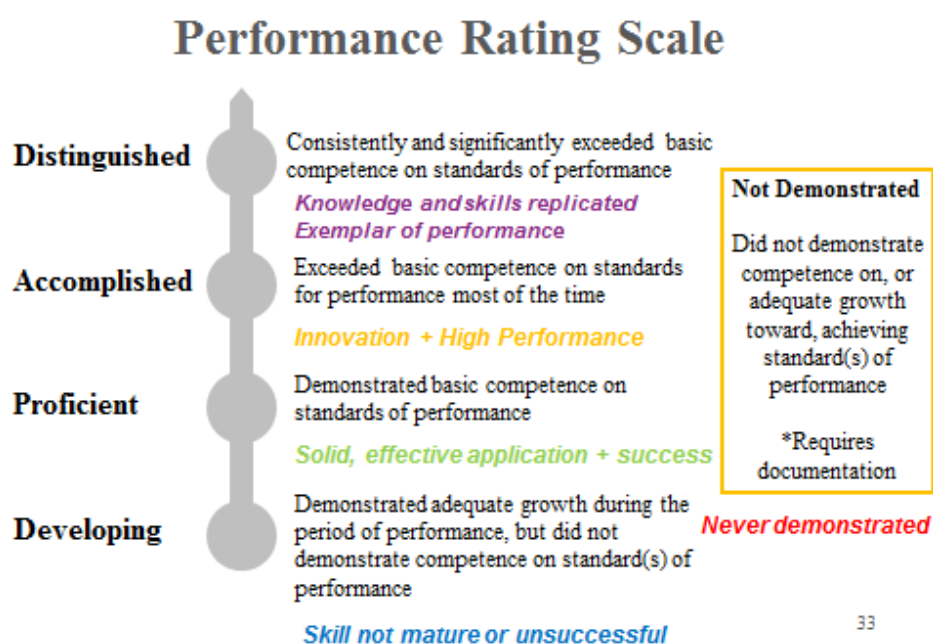 Performance Rating Scale
Distinguished
Consistently and significantly exceeded basic
competence on standards of performance
Knowledge and skills replicated
Exemplar of performance
Accomplished
Exceeded basic competence on standards
for performance most of the time
Innovation + High Performance
Proficient
Demonstrated basic competence on
standards of performance
Solid, effective application + success
Developing
Demonstrated adequate growth during the
period of performance, but did not
demonstrate competence on standard(s) of
performance
Skill not mature or unsuccessful
Not Demonstrated
Did not demonstrate
competence on, or
adequate growth
toward, achieving
standard(s) of
performance
*Requires
documentation
Never demonstrated
33